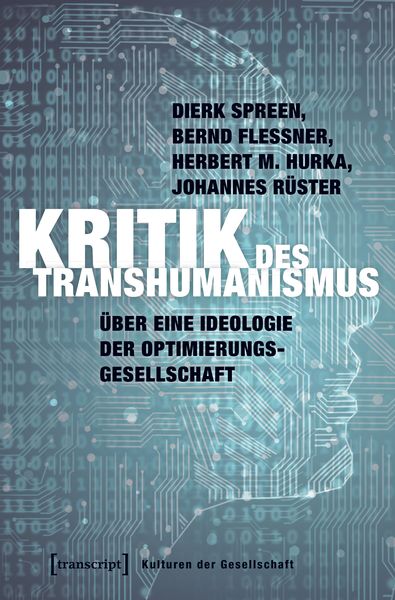 DIERK SPREEN,
BERND FLESSNER,
HERBERT M. HURKA,
JOHANNES RÜSTER
KRITIK DES
TRANSHUMANISMUS
ÜBER EINE IDEOLOGIE
DER OPTIMIERUNGS-
GESELLSCHAFT
[transcript] Kulturen der Gesellschaft